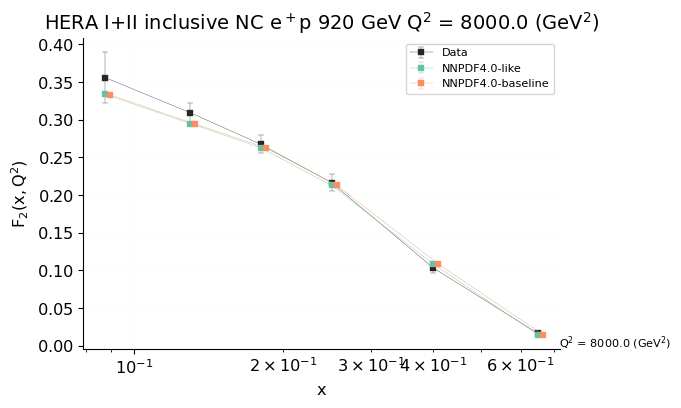 HERA I+II inclusive NC e⁺p 920 GeV Q² = 8000.0 (GeV²)
Data
NNPDF4.0-like
NNPDF4.0-baseline
F₂(x, Q²)
0.40
0.35
0.30
0.25
0.20
0.15
0.10
0.05
0.00
Q² = 8000.0 (GeV²)
10⁻¹ 2 × 10⁻¹ 3 × 10⁻¹ 4 × 10⁻¹ 6 × 10⁻¹
x